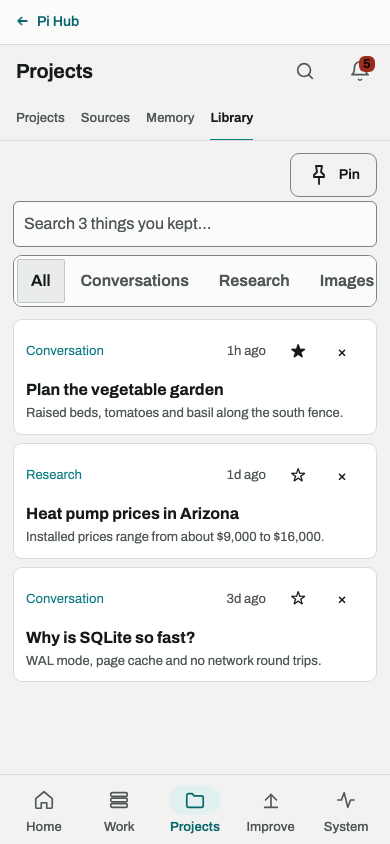 Pi Hub
Projects
5
Projects Sources Memory Library
Pin
Search 3 things you kept...
All Conversations Research Images
Conversation 1h ago
Plan the vegetable garden
Raised beds, tomatoes and basil along the south fence.
Research 1d ago
Heat pump prices in Arizona
Installed prices range from about $9,000 to $16,000.
Conversation 3d ago
Why is SQLite so fast?
WAL mode, page cache and no network round trips.
Home Work Projects Improve System